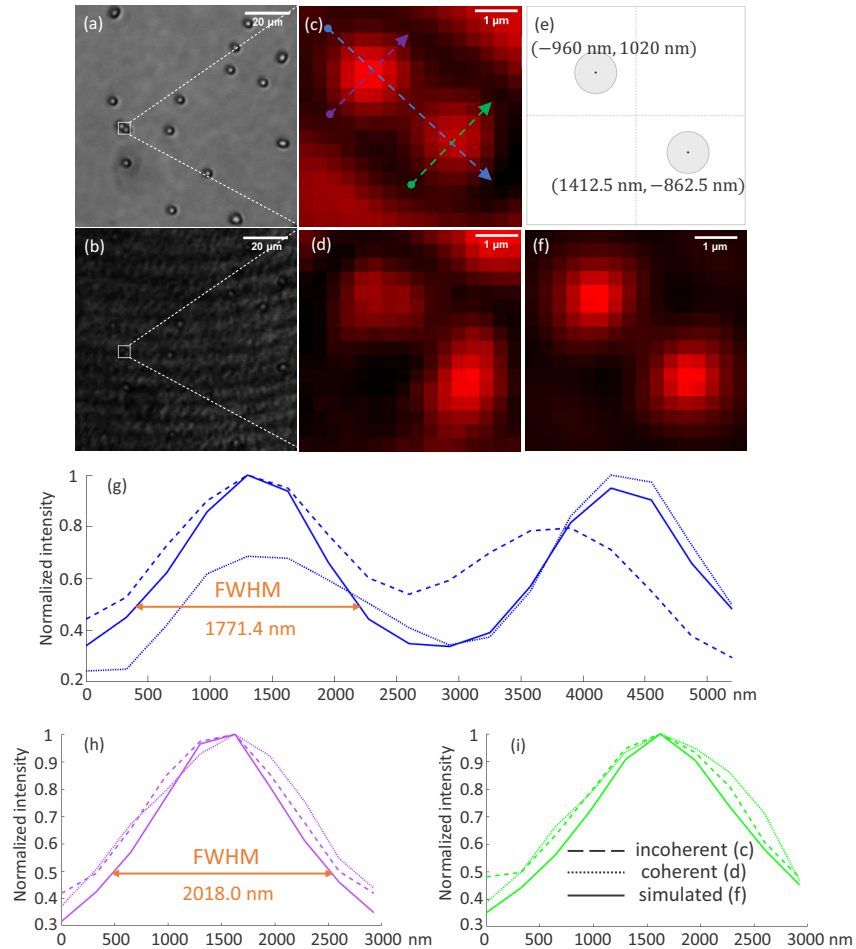 (a)
20 μm
(c)
1 μm
(e)
(−960 nm, 1020 nm)
(1412.5 nm, −862.5 nm)
(b)
20 μm
(d)
1 μm
(f)
1 μm
(g)
Normalized intensity
1
0.8
0.6
0.4
0.2
FWHM
1771.4 nm
0 500 1000 1500 2000 2500 3000 3500 4000 4500 5000 nm
(h)
Normalized intensity
1
0.9
0.8
0.7
0.6
0.5
0.4
0.3
FWHM
2018.0 nm
0 500 1000 1500 2000 2500 3000 nm
(i)
Normalized intensity
1
0.9
0.8
0.7
0.6
0.5
0.4
0.3
incoherent (c)
coherent (d)
simulated (f)
0 500 1000 1500 2000 2500 3000 nm